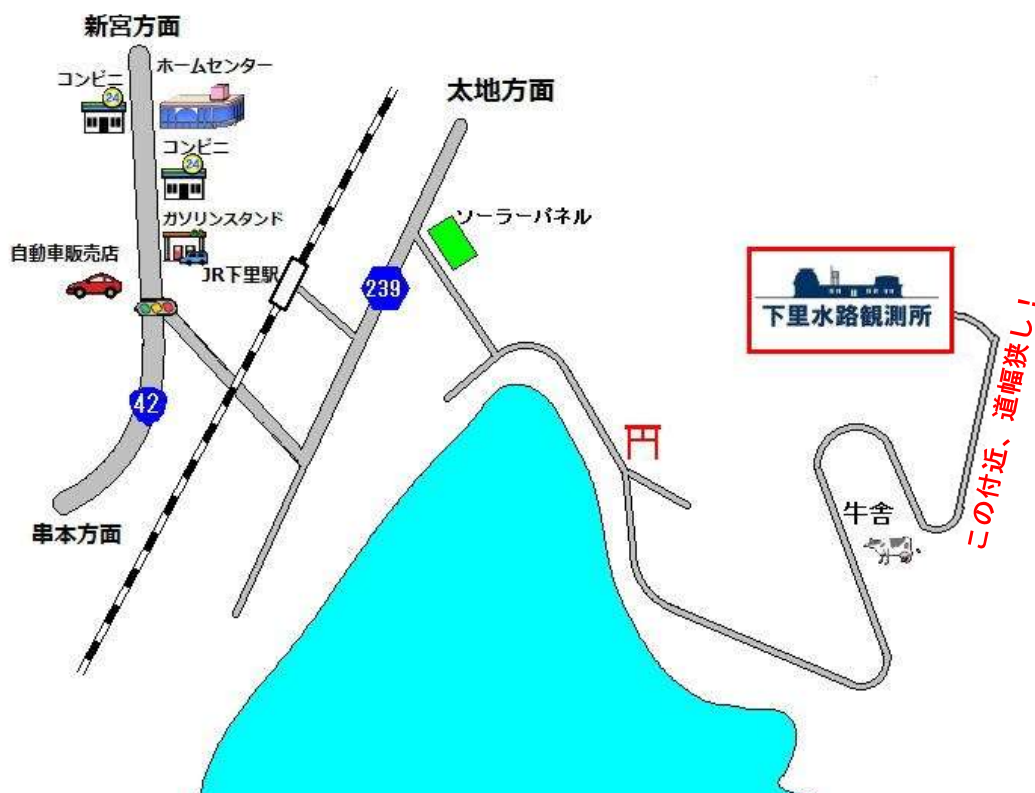 新宮方面
コンビニ
24
ホームセンター
太地方面
コンビニ
24
ガソリンスタンド
ソーラーパネル
自動車販売店
JR下里駅
239
下里水路観測所
この付近、道幅狭し!
42
牛舎
串本方面